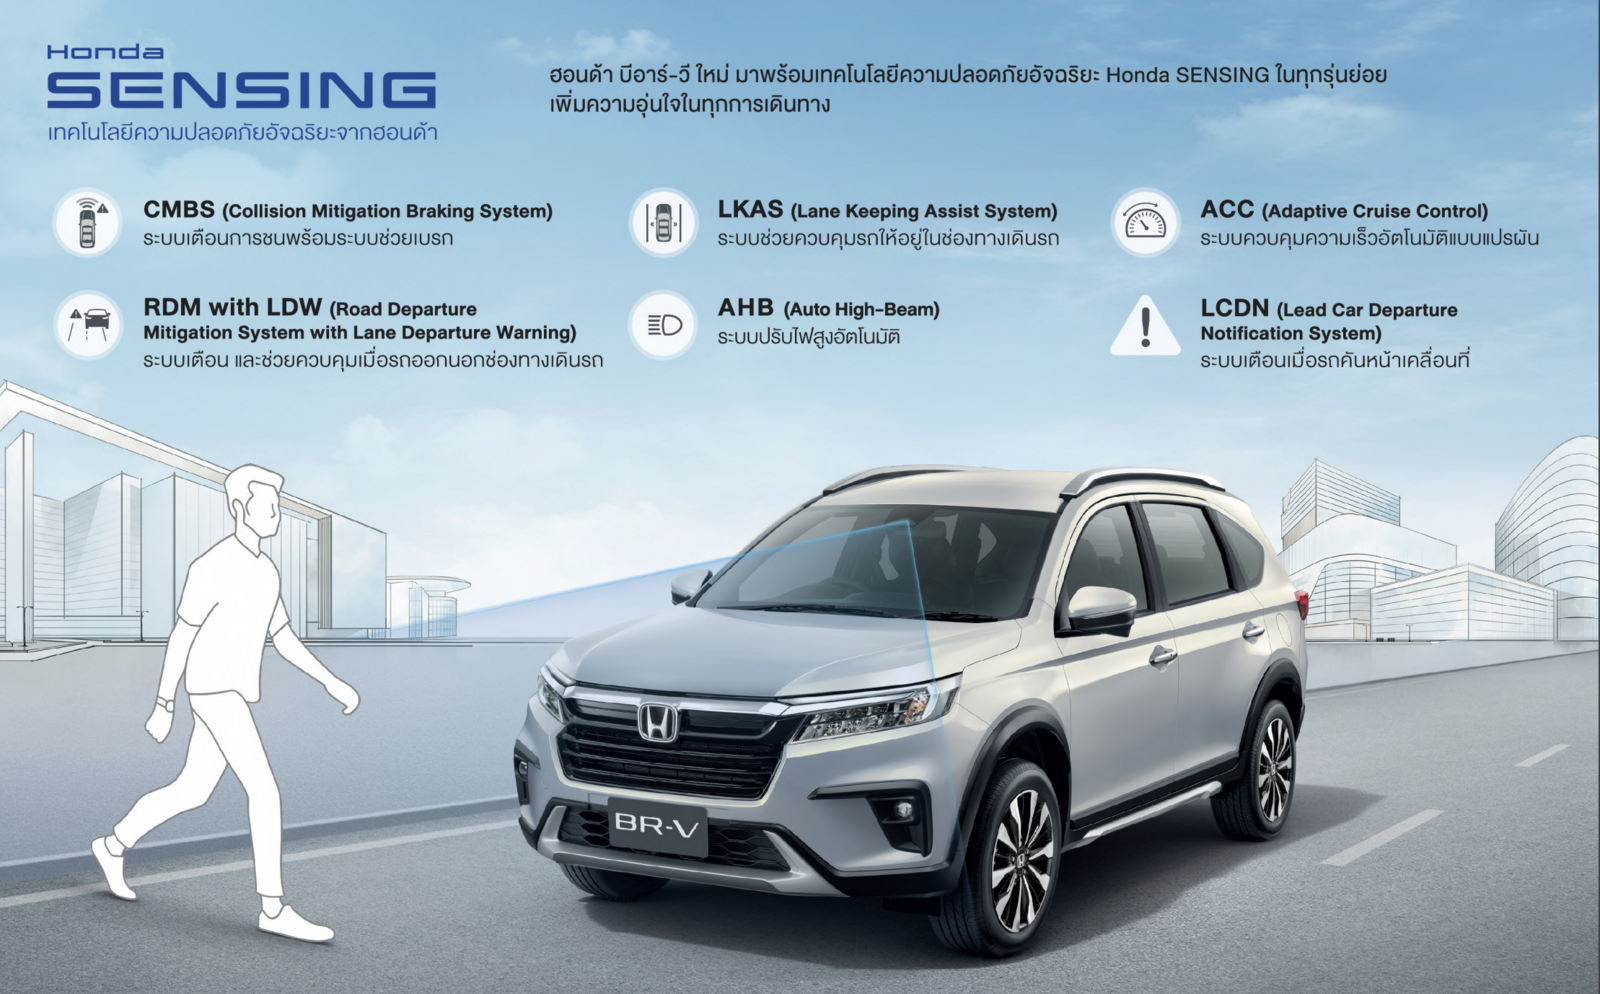 Honda
SENSING
เทคโนโลยีความปลอดภัยอัจฉริยะจากฮอนด้า
ฮอนด้า บีอาร์-วี ใหม่ มาพร้อมเทคโนโลยีความปลอดภัยอัจฉริยะ Honda SENSING ในทุกรุ่นย่อย
เพิ่มความอุ่นใจในทุกการเดินทาง
CMBS (Collision Mitigation Braking System)
ระบบเตือนการชนพร้อมระบบช่วยเบรก
LKAS (Lane Keeping Assist System)
ระบบช่วยควบคุมรถให้อยู่ในช่องทางเดินรถ
ACC (Adaptive Cruise Control)
ระบบควบคุมความเร็วอัตโนมัติแบบแปรผัน
RDM with LDW (Road Departure
Mitigation System with Lane Departure Warning)
ระบบเตือน และช่วยควบคุมเมื่อรถออกนอกช่องทางเดินรถ
AHB (Auto High-Beam)
ระบบปรับไฟสูงอัตโนมัติ
LCDN (Lead Car Departure
Notification System)
ระบบเตือนเมื่อรถคันหน้าเคลื่อนที่
BR-V